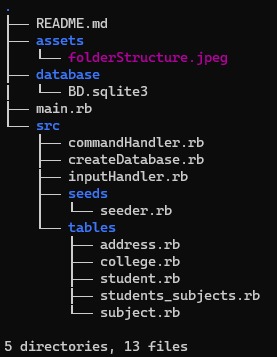 .
├── README.md
├── assets
│   └── folderStructure.jpeg
├── database
│   └── BD.sqlite3
├── main.rb
└── src
    ├── commandHandler.rb
    ├── createDatabase.rb
    ├── inputHandler.rb
    ├── seeds
    │   └── seeder.rb
    └── tables
        ├── address.rb
        ├── college.rb
        ├── student.rb
        ├── students_subjects.rb
        └── subject.rb
5 directories, 13 files